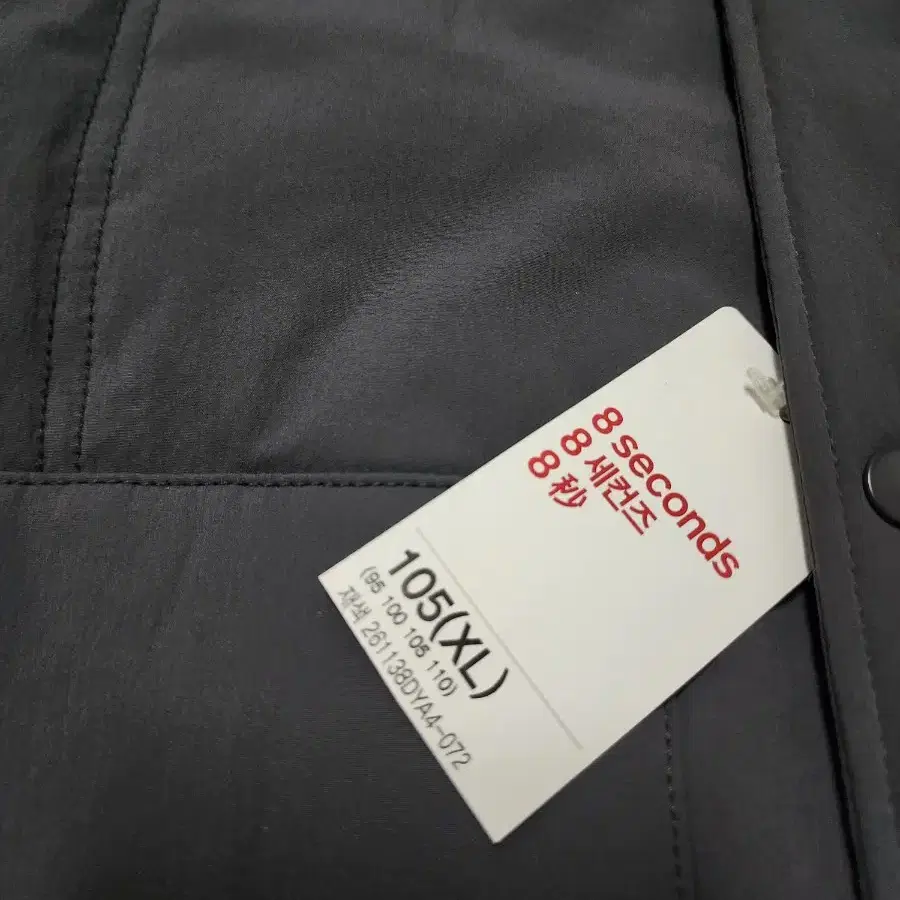 8 seconds
8 세컨즈
8 秒
105(XL)
(95 100 105 110)
재색 261138DYA4-072